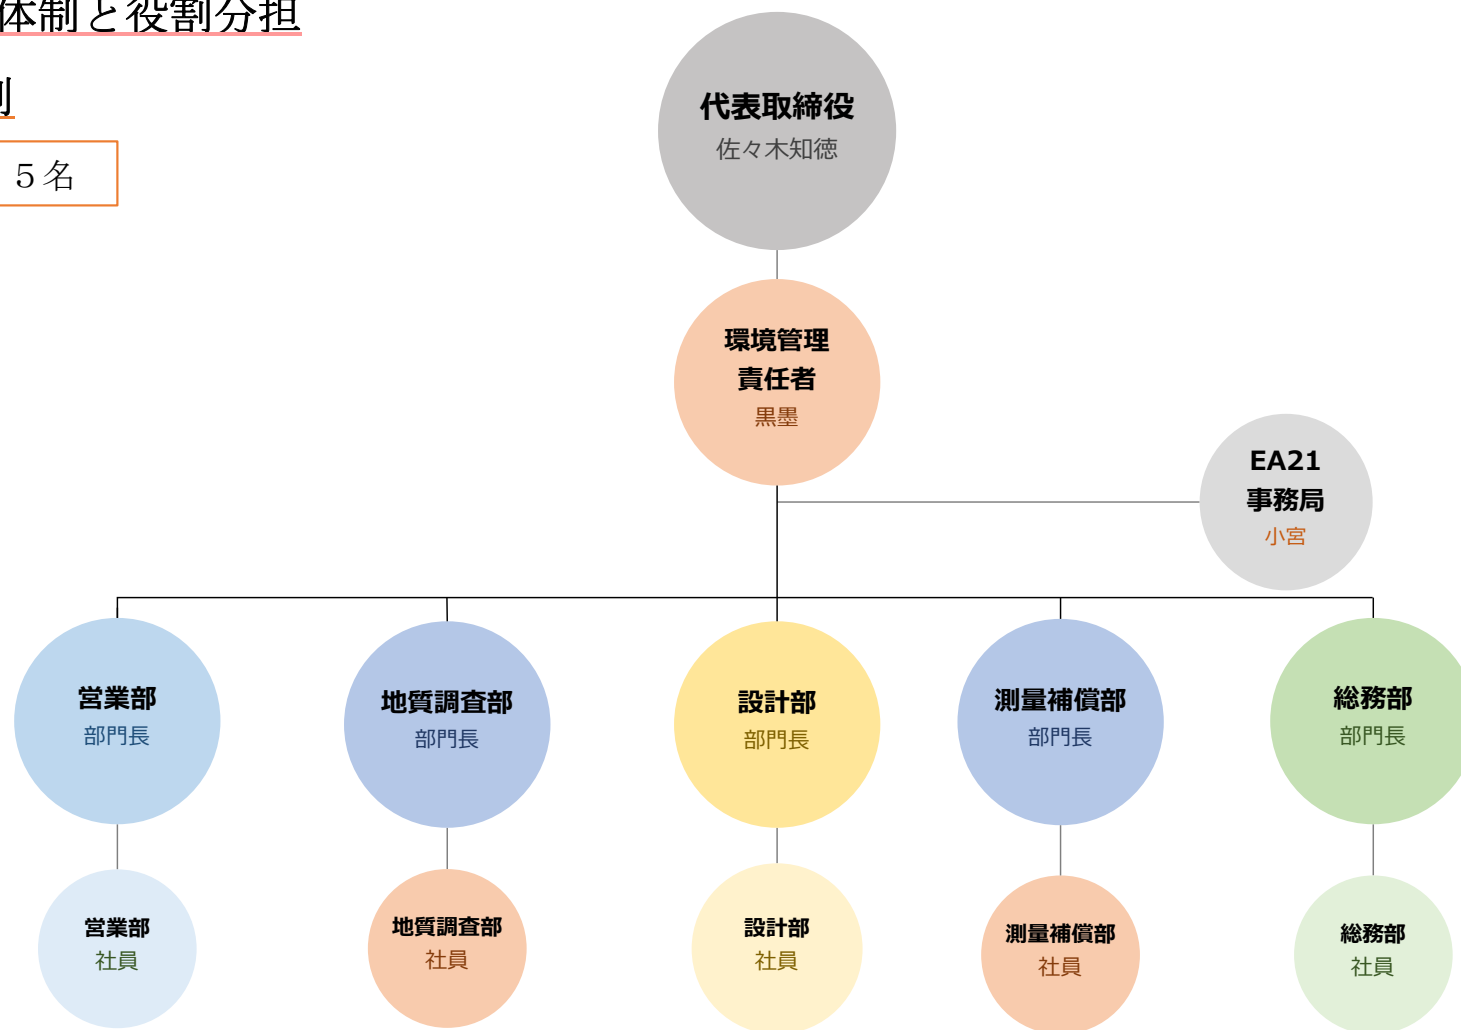 体制と役割分担
制
５名
代表取締役
佐々木知徳
環境管理
責任者
黒墨
EA21
事務局
小宮
営業部
部門長
地質調査部
部門長
設計部
部門長
測量補償部
部門長
総務部
部門長
営業部
社員
地質調査部
社員
設計部
社員
測量補償部
社員
総務部
社員